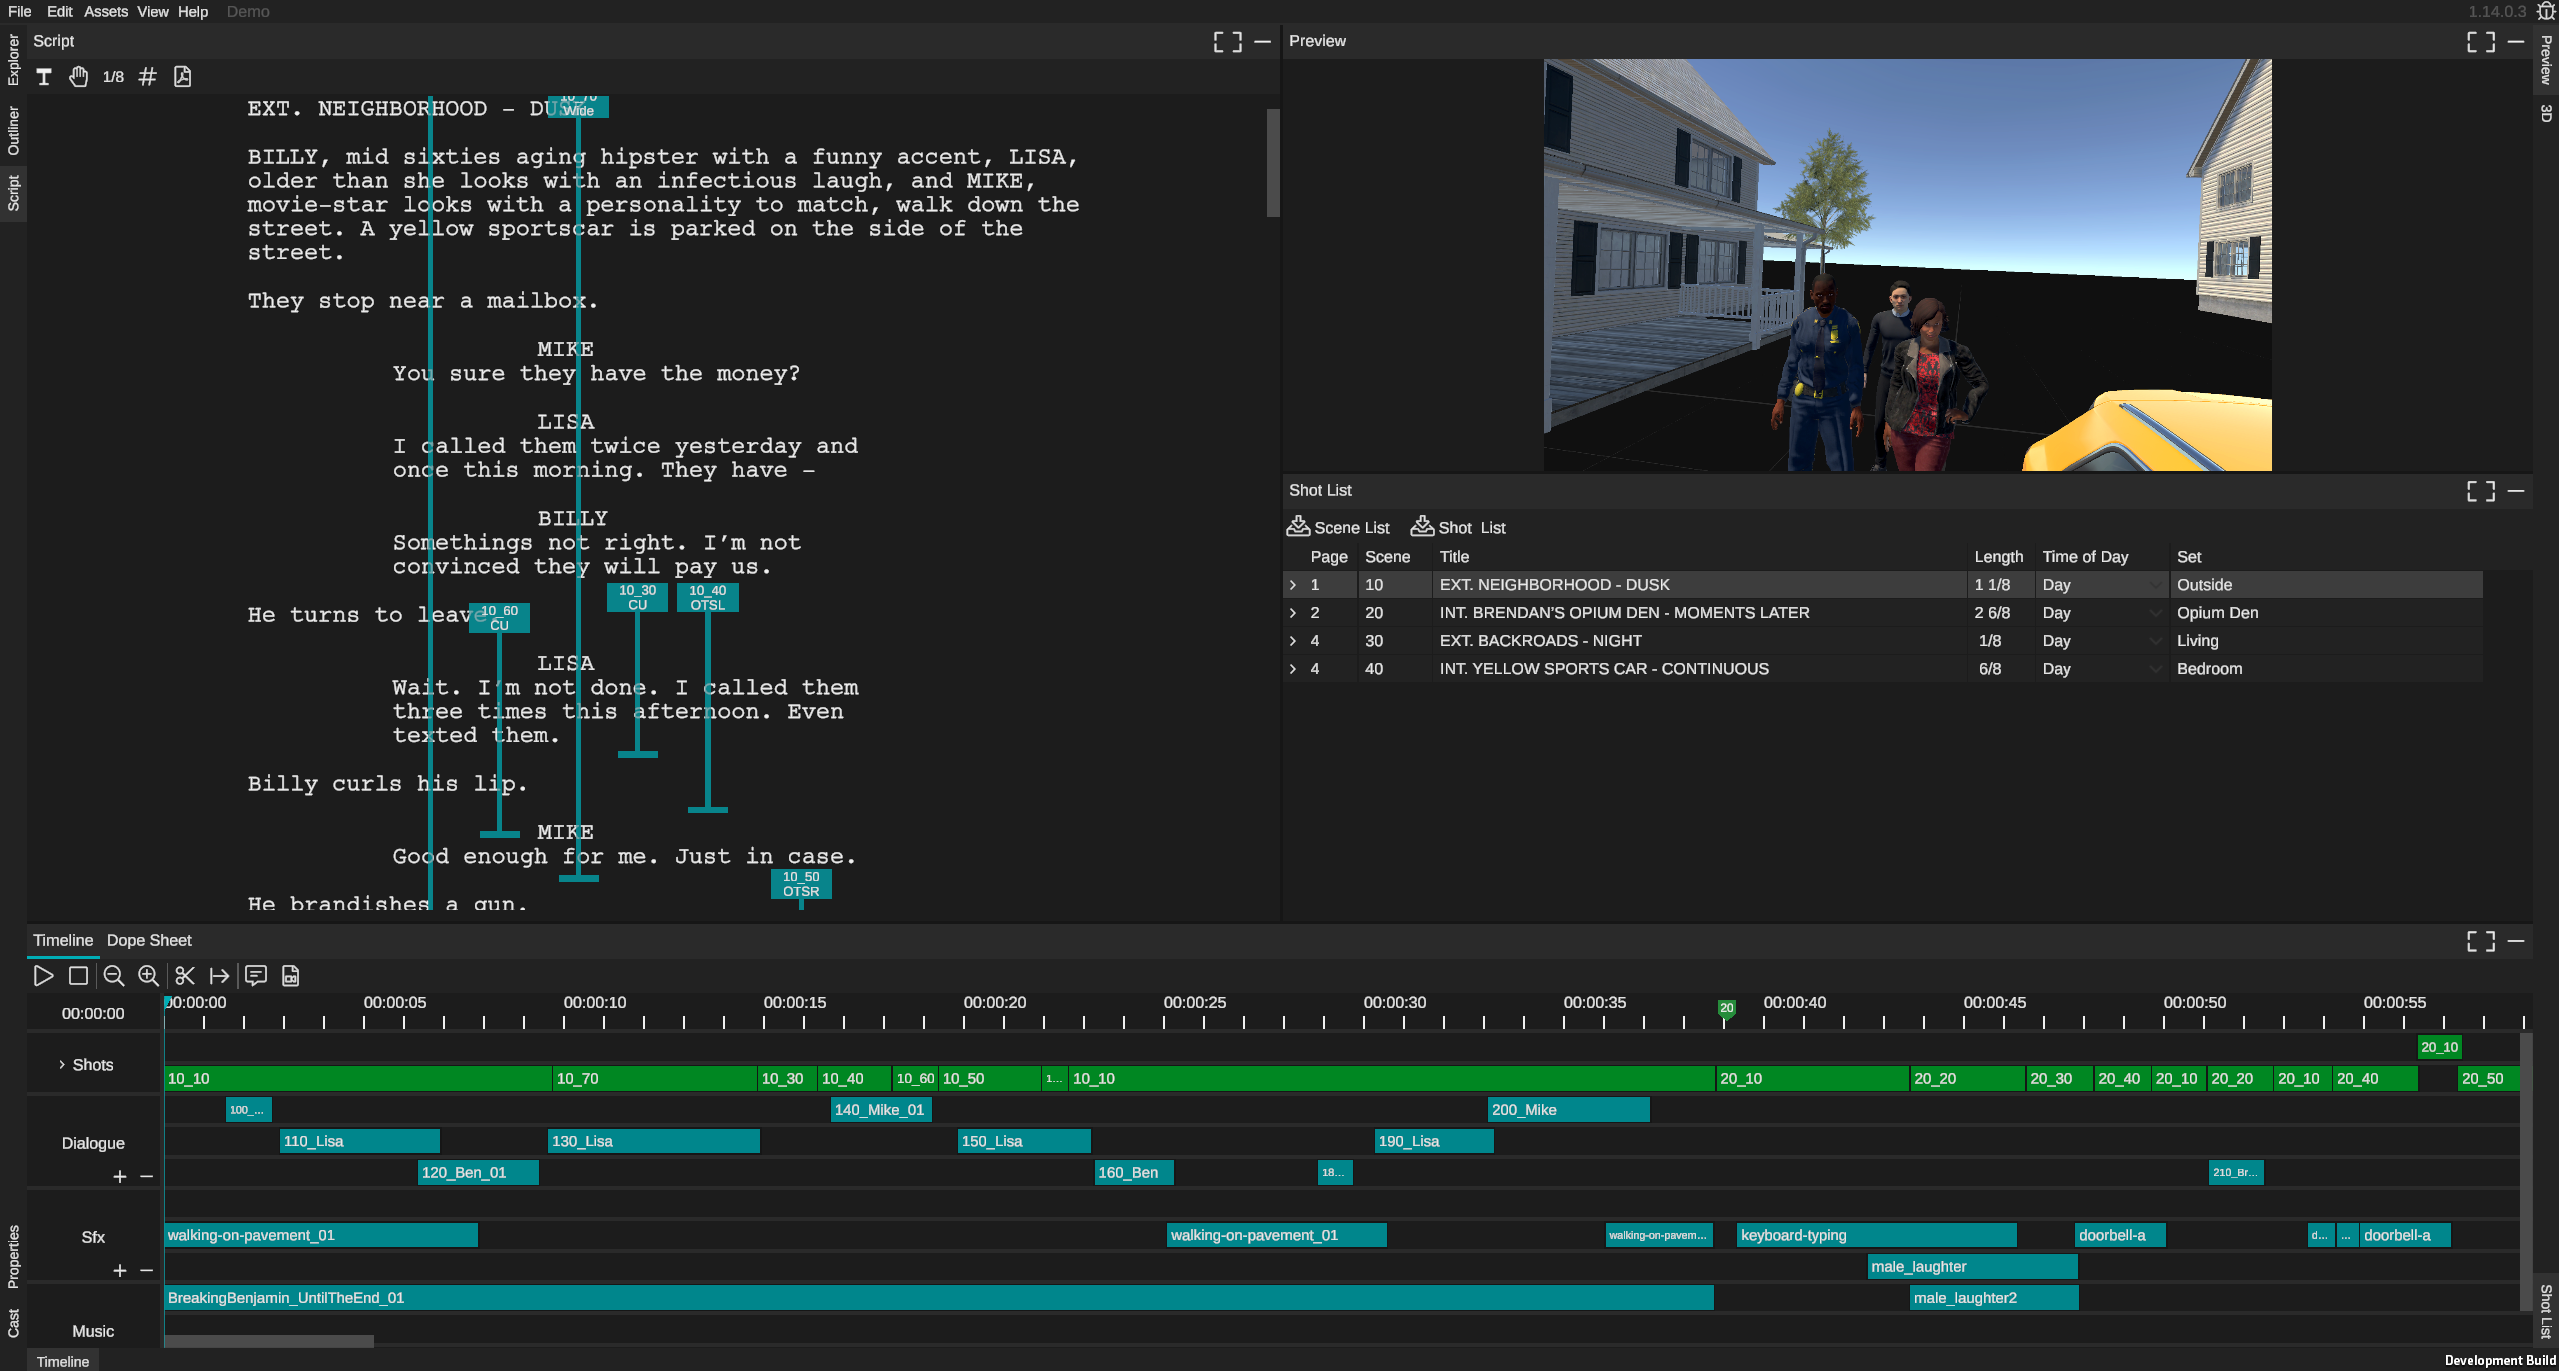 File Edit Assets View Help Demo
1.14.0.3
Explorer
Outliner
Script
Properties
Cast
Script
1/8 #
EXT. NEIGHBORHOOD – DUSK
10_70
Wide
BILLY, mid sixties aging hipster with a funny accent, LISA,
older than she looks with an infectious laugh, and MIKE,
movie–star looks with a personality to match, walk down the
street. A yellow sportscar is parked on the side of the
street.
They stop near a mailbox.
MIKE
You sure they have the money?
LISA
I called them twice yesterday and
once this morning. They have –
BILLY
Somethings not right. I’m not
convinced they will pay us.
10_30
CU
10_40
OTSL
He turns to leave
10_60
CU
LISA
Wait. I’m not done. I called them
three times this afternoon. Even
texted them.
Billy curls his lip.
MIKE
Good enough for me. Just in case.
10_50
OTSR
He brandishes a gun.
Preview
Preview
3D
Shot List
Scene List Shot List
Page Scene Title Length Time of Day Set
1 10 EXT. NEIGHBORHOOD - DUSK 1 1/8 Day Outside
2 20 INT. BRENDAN’S OPIUM DEN - MOMENTS LATER 2 6/8 Day Opium Den
4 30 EXT. BACKROADS - NIGHT 1/8 Day Living
4 40 INT. YELLOW SPORTS CAR - CONTINUOUS 6/8 Day Bedroom
Timeline Dope Sheet
00:00:00
00:00:00 00:00:05 00:00:10 00:00:15 00:00:20 00:00:25 00:00:30 00:00:35 20 00:00:40 00:00:45 00:00:50 00:00:55
Shots
20_10
10_10 10_70 10_30 10_40 10_60 10_50 1... 10_10 20_10 20_20 20_30 20_40 20_10 20_20 20_10 20_40 20_50
Dialogue
100_... 140_Mike_01 200_Mike
110_Lisa 130_Lisa 150_Lisa 190_Lisa
120_Ben_01 160_Ben 18... 210_Br...
+ −
Sfx
walking-on-pavement_01 walking-on-pavement_01 walking-on-pavem... keyboard-typing doorbell-a d... ... doorbell-a
male_laughter
+ −
BreakingBenjamin_UntilTheEnd_01 male_laughter2
Music
Shot List
Timeline
Development Build